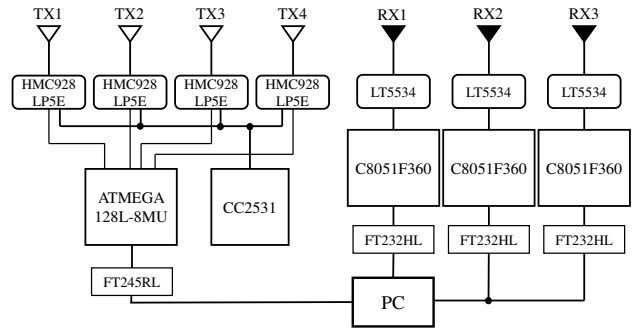 TX1 TX2 TX3 TX4 RX1 RX2 RX3
HMC928 HMC928 HMC928 HMC928
LP5E LP5E LP5E LP5E
LT5534 LT5534 LT5534
C8051F360 C8051F360 C8051F360
ATMEGA
128L-8MU
CC2531
FT232HL FT232HL FT232HL
FT245RL
PC